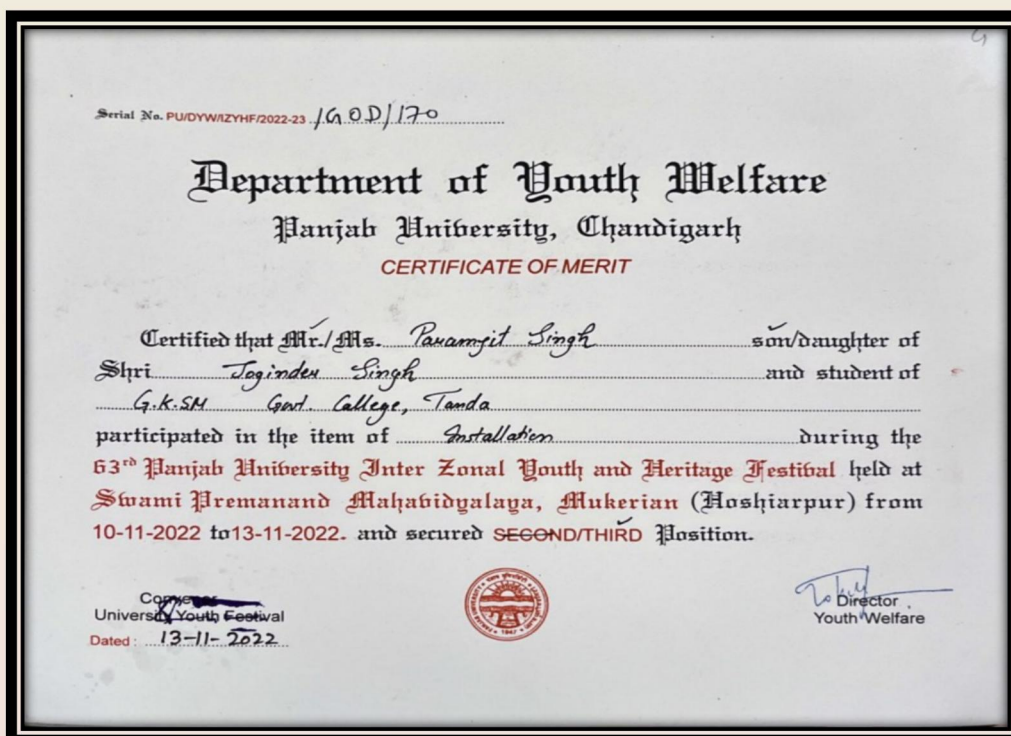 Serial No. PU/DYW/IZYHF/2022-23 /GOD/170
Department of Youth Welfare
Panjab University, Chandigarh
CERTIFICATE OF MERIT
Certified that Mr./Ms. Paramjit Singh son/daughter of
Shri Joginder Singh and student of
G.K.SM Govt. College, Tanda
participated in the item of Installation during the
63rd Panjab University Inter Zonal Youth and Heritage Festival held at
Swami Premanand Mahavidyalaya, Mukerian (Hoshiarpur) from
10-11-2022 to13-11-2022. and secured SECOND/THIRD Position.
Convener
University Youth Festival
Dated : 13-11-2022
Director
Youth Welfare